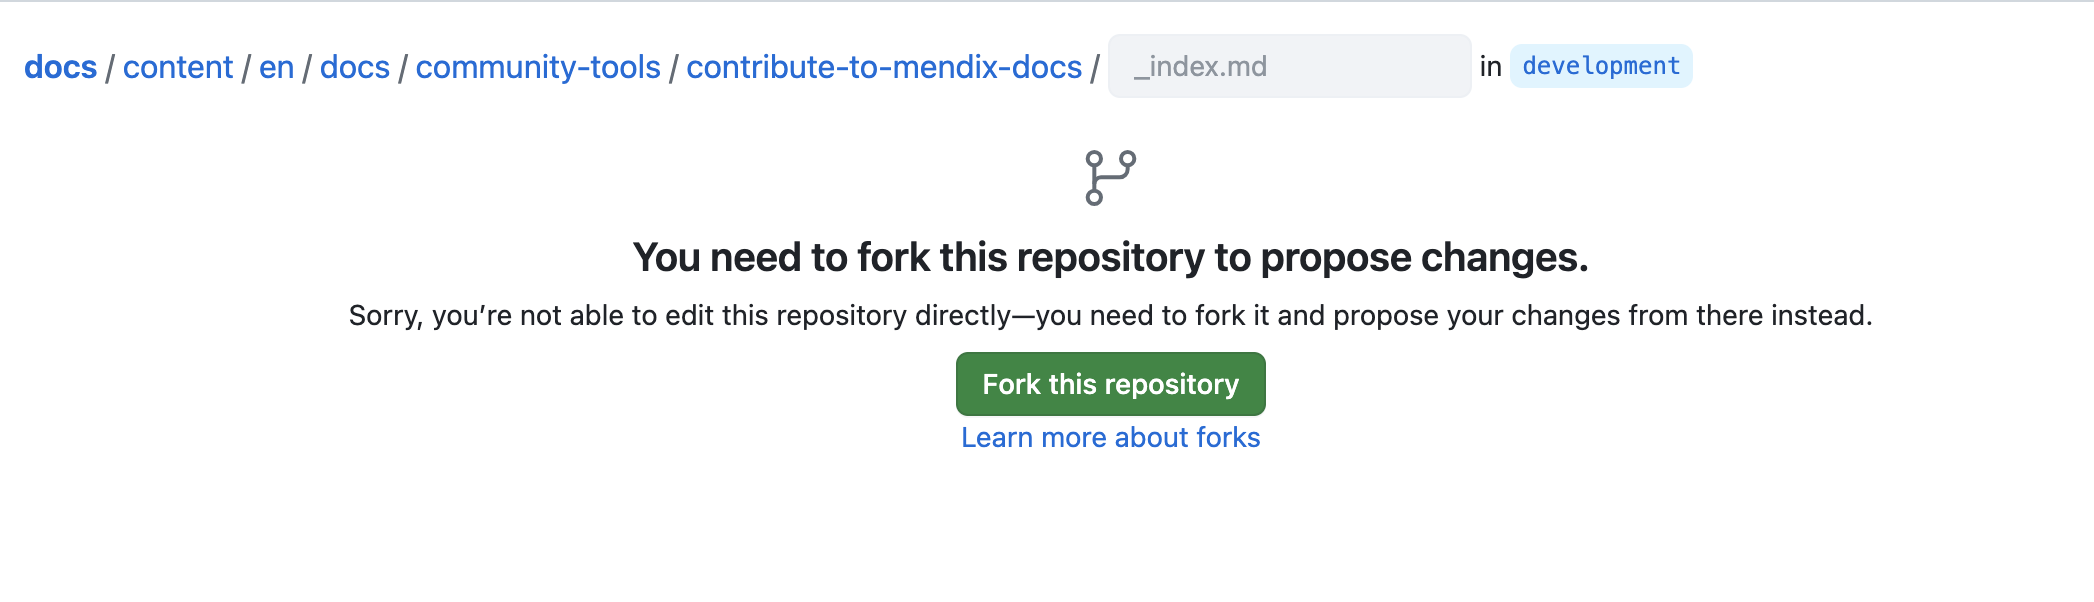 docs / content / en / docs / community-tools / contribute-to-mendix-docs / _index.md in development
You need to fork this repository to propose changes.
Sorry, you’re not able to edit this repository directly—you need to fork it and propose your changes from there instead.
Fork this repository
Learn more about forks